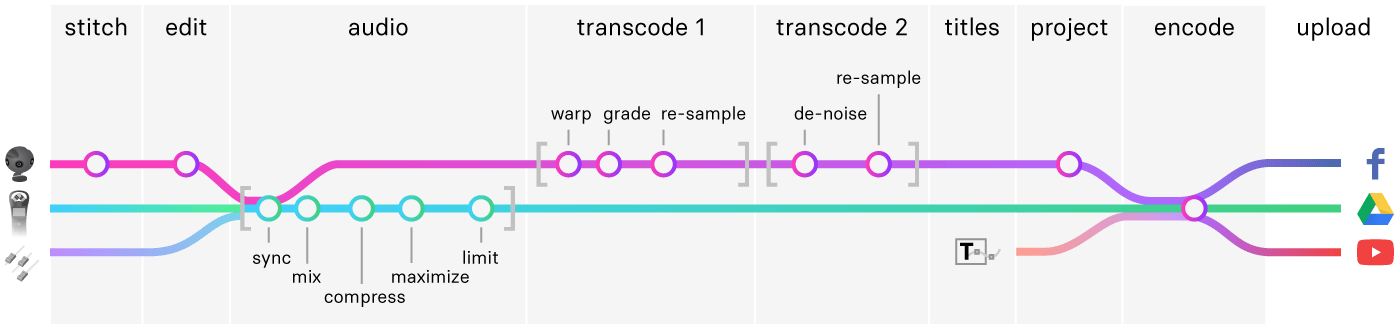 stitch edit audio transcode 1 transcode 2 titles project encode upload
re-sample
warp grade re-sample de-noise
T
sync limit
mix maximize
compress